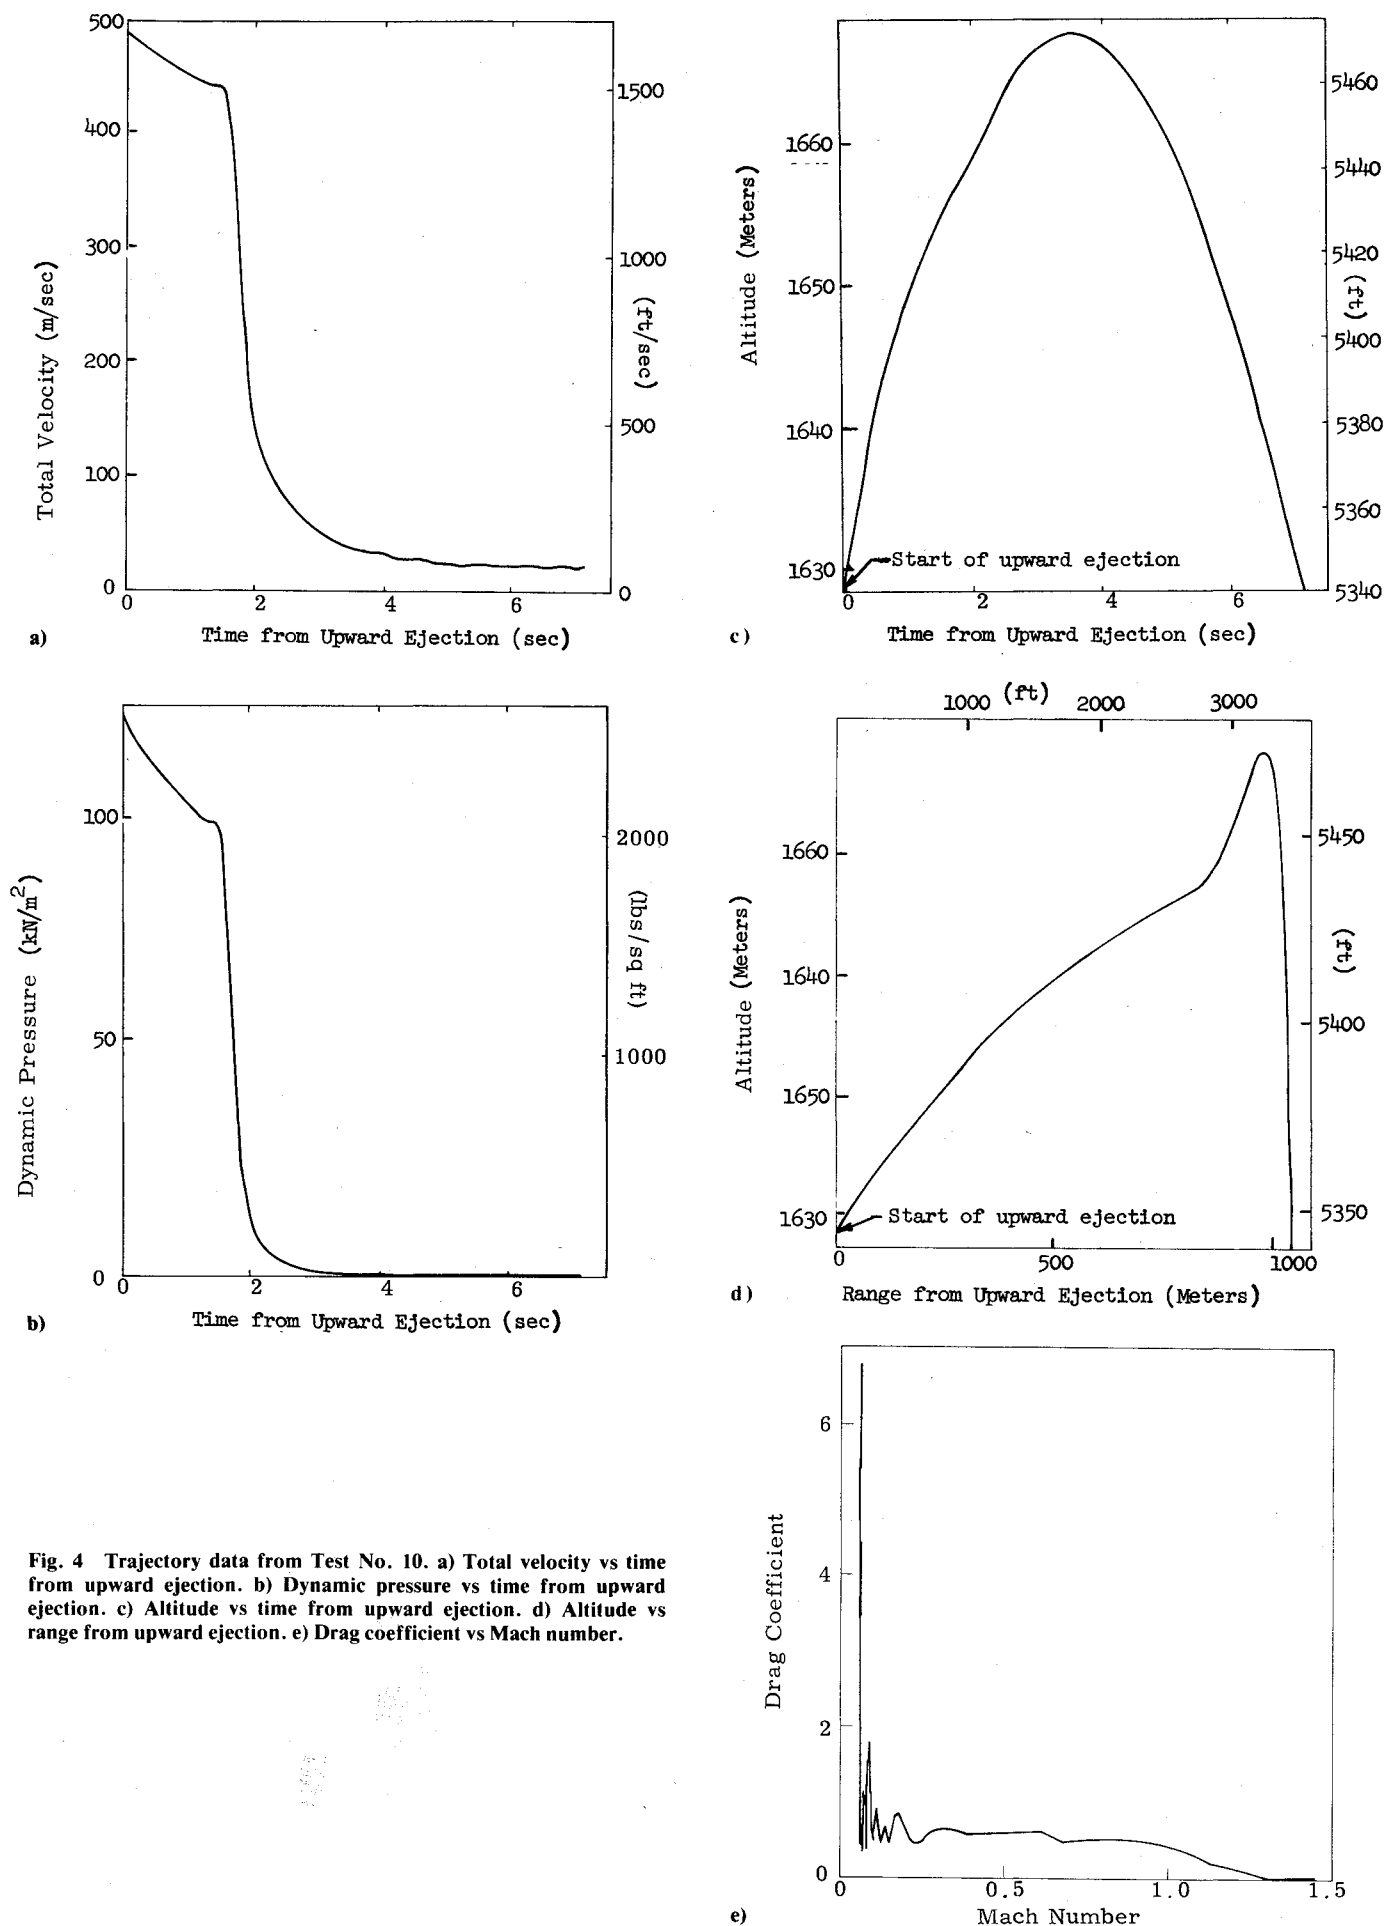 500
400
300
200
100
0
1500
1000
500
0
Total Velocity (m/sec)
(ft/sec)
0 2 4 6
a) Time from Upward Ejection (sec)
1660
1650
1640
1630
5460
5440
5420
5400
5380
5360
5340
Altitude (Meters)
(ft)
Start of upward ejection
0 2 4 6
c) Time from Upward Ejection (sec)
100
50
0
2000
1000
Dynamic Pressure (kN/m²)
(lbs/sq ft)
0 2 4 6
b) Time from Upward Ejection (sec)
1000 (ft) 2000 3000
1660
1640
1650
1630
5450
5400
5350
Altitude (Meters)
(ft)
Start of upward ejection
0 500 1000
d) Range from Upward Ejection (Meters)
6
4
2
0
Drag Coefficient
0 0.5 1.0 1.5
e) Mach Number
Fig. 4 Trajectory data from Test No. 10. a) Total velocity vs time
from upward ejection. b) Dynamic pressure vs time from upward
ejection. c) Altitude vs time from upward ejection. d) Altitude vs
range from upward ejection. e) Drag coefficient vs Mach number.